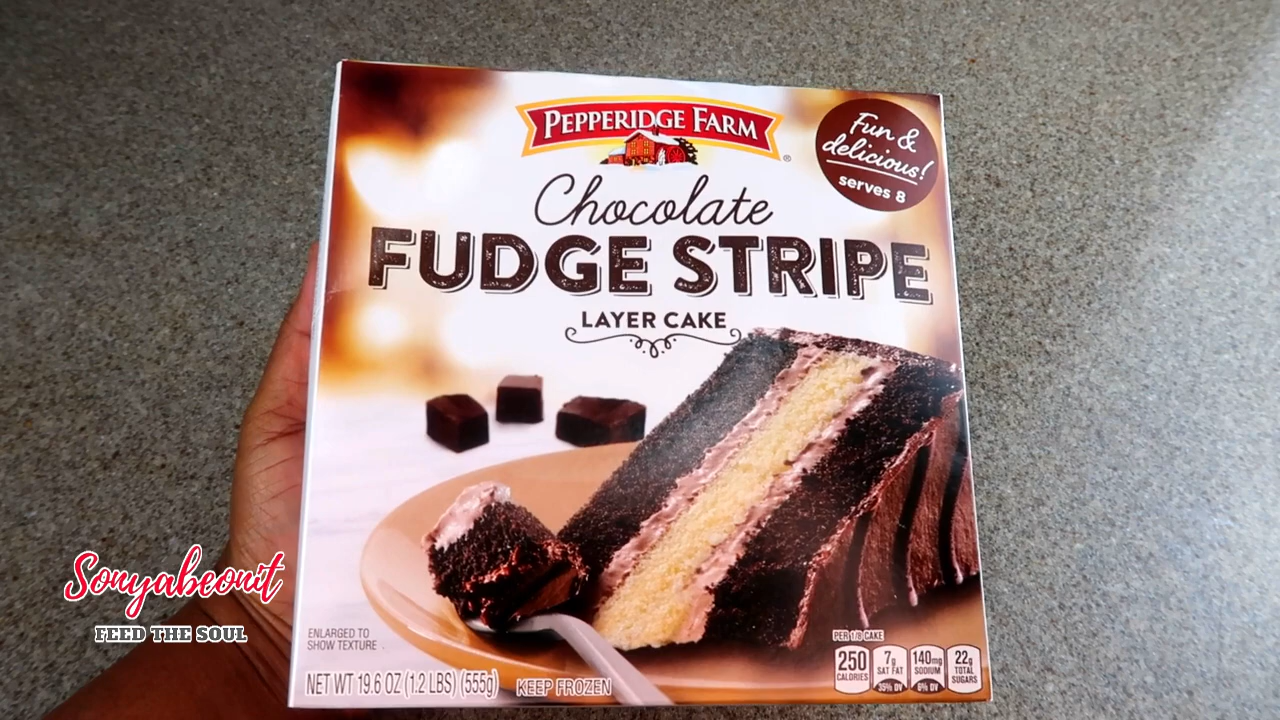 PEPPERIDGE FARM
®
Fun &
delicious!
serves 8
Chocolate
FUDGE STRIPE
LAYER CAKE
Sonyabeonit
FEED THE SOUL
ENLARGED TO
SHOW TEXTURE
NET WT 19.6 OZ (1.2 LBS) (555g) KEEP FROZEN
PER 1/8 CAKE
250
CALORIES
7g
SAT FAT
35% DV
140mg
SODIUM
6% DV
22g
TOTAL
SUGARS